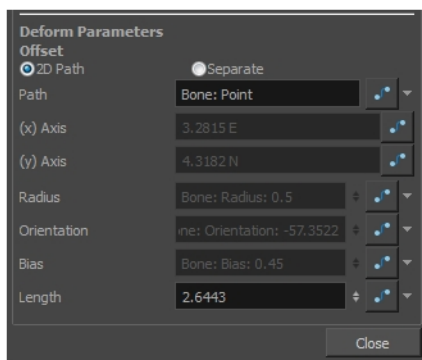 Deform Parameters
Offset
2D Path Separate
Path Bone: Point
(x) Axis 3.2815 E
(y) Axis 4.3182 N
Radius Bone: Radius: 0.5
Orientation ne: Orientation: -57.3522
Bias Bone: Bias: 0.45
Length 2.6443
Close